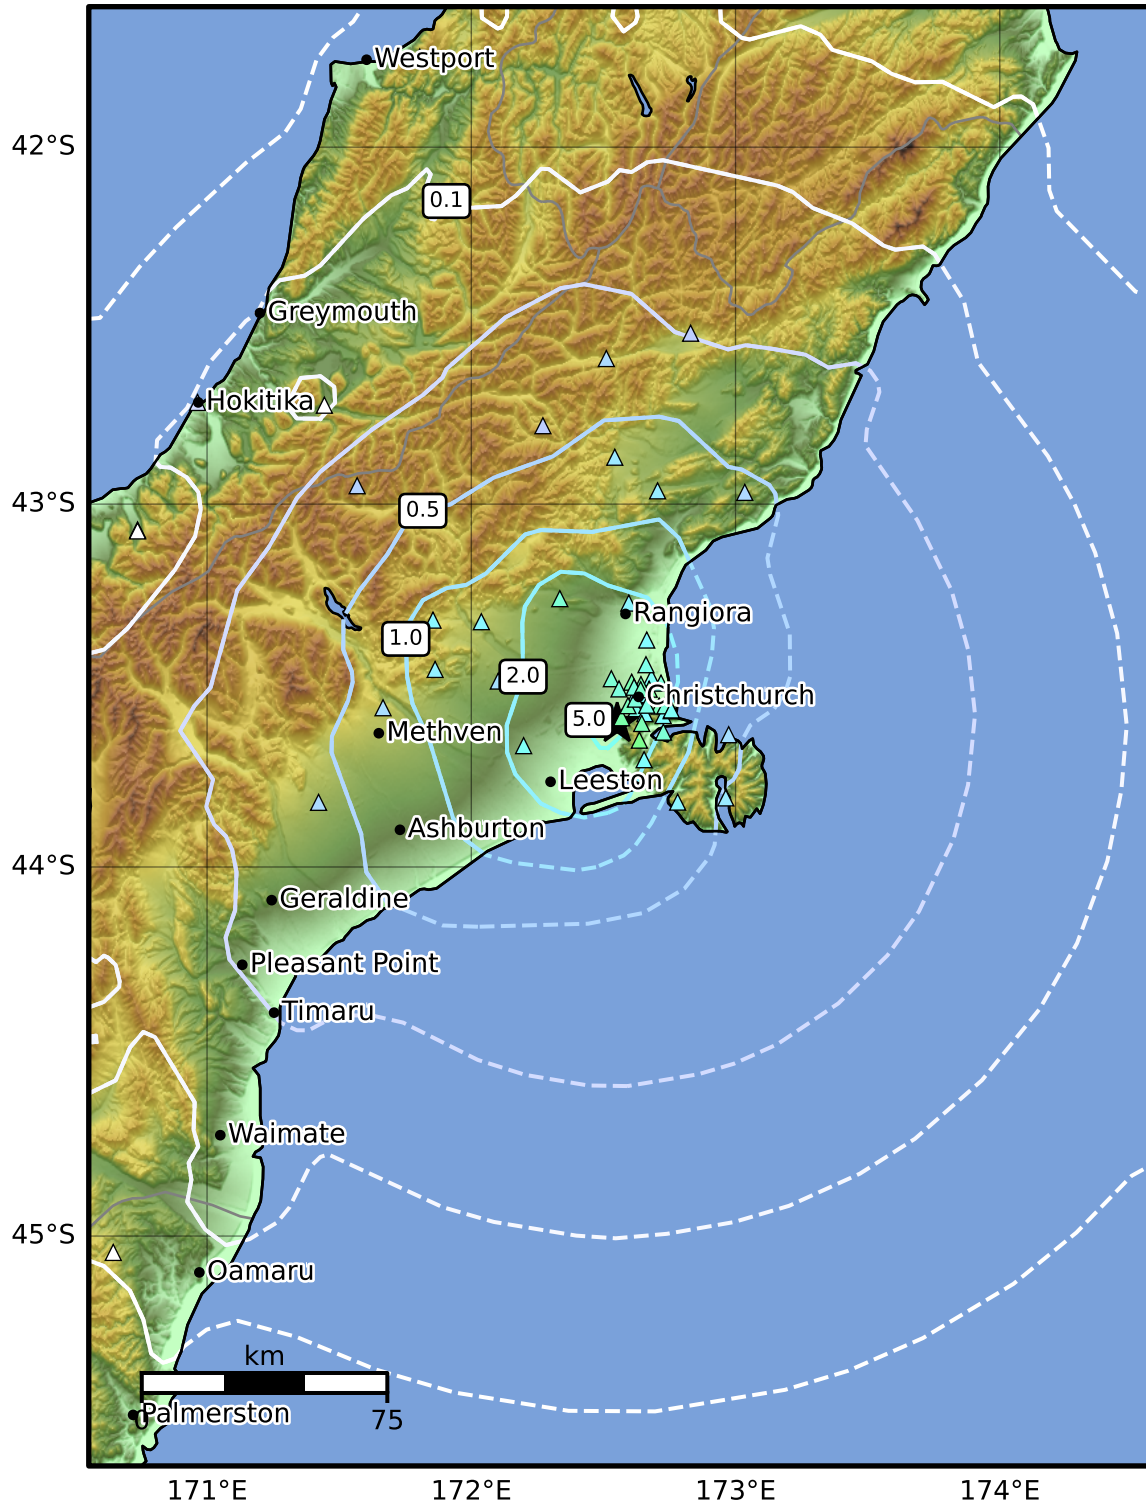 Westport
42°S
0.1
Greymouth
Hokitika
43°S
0.5
Rangiora
1.0
2.0
Christchurch
5.0
Methven
Leeston
Ashburton
44°S
Geraldine
Pleasant Point
Timaru
Waimate
45°S
Oamaru
km
0
75
Palmerston
171°E
172°E
173°E
174°E